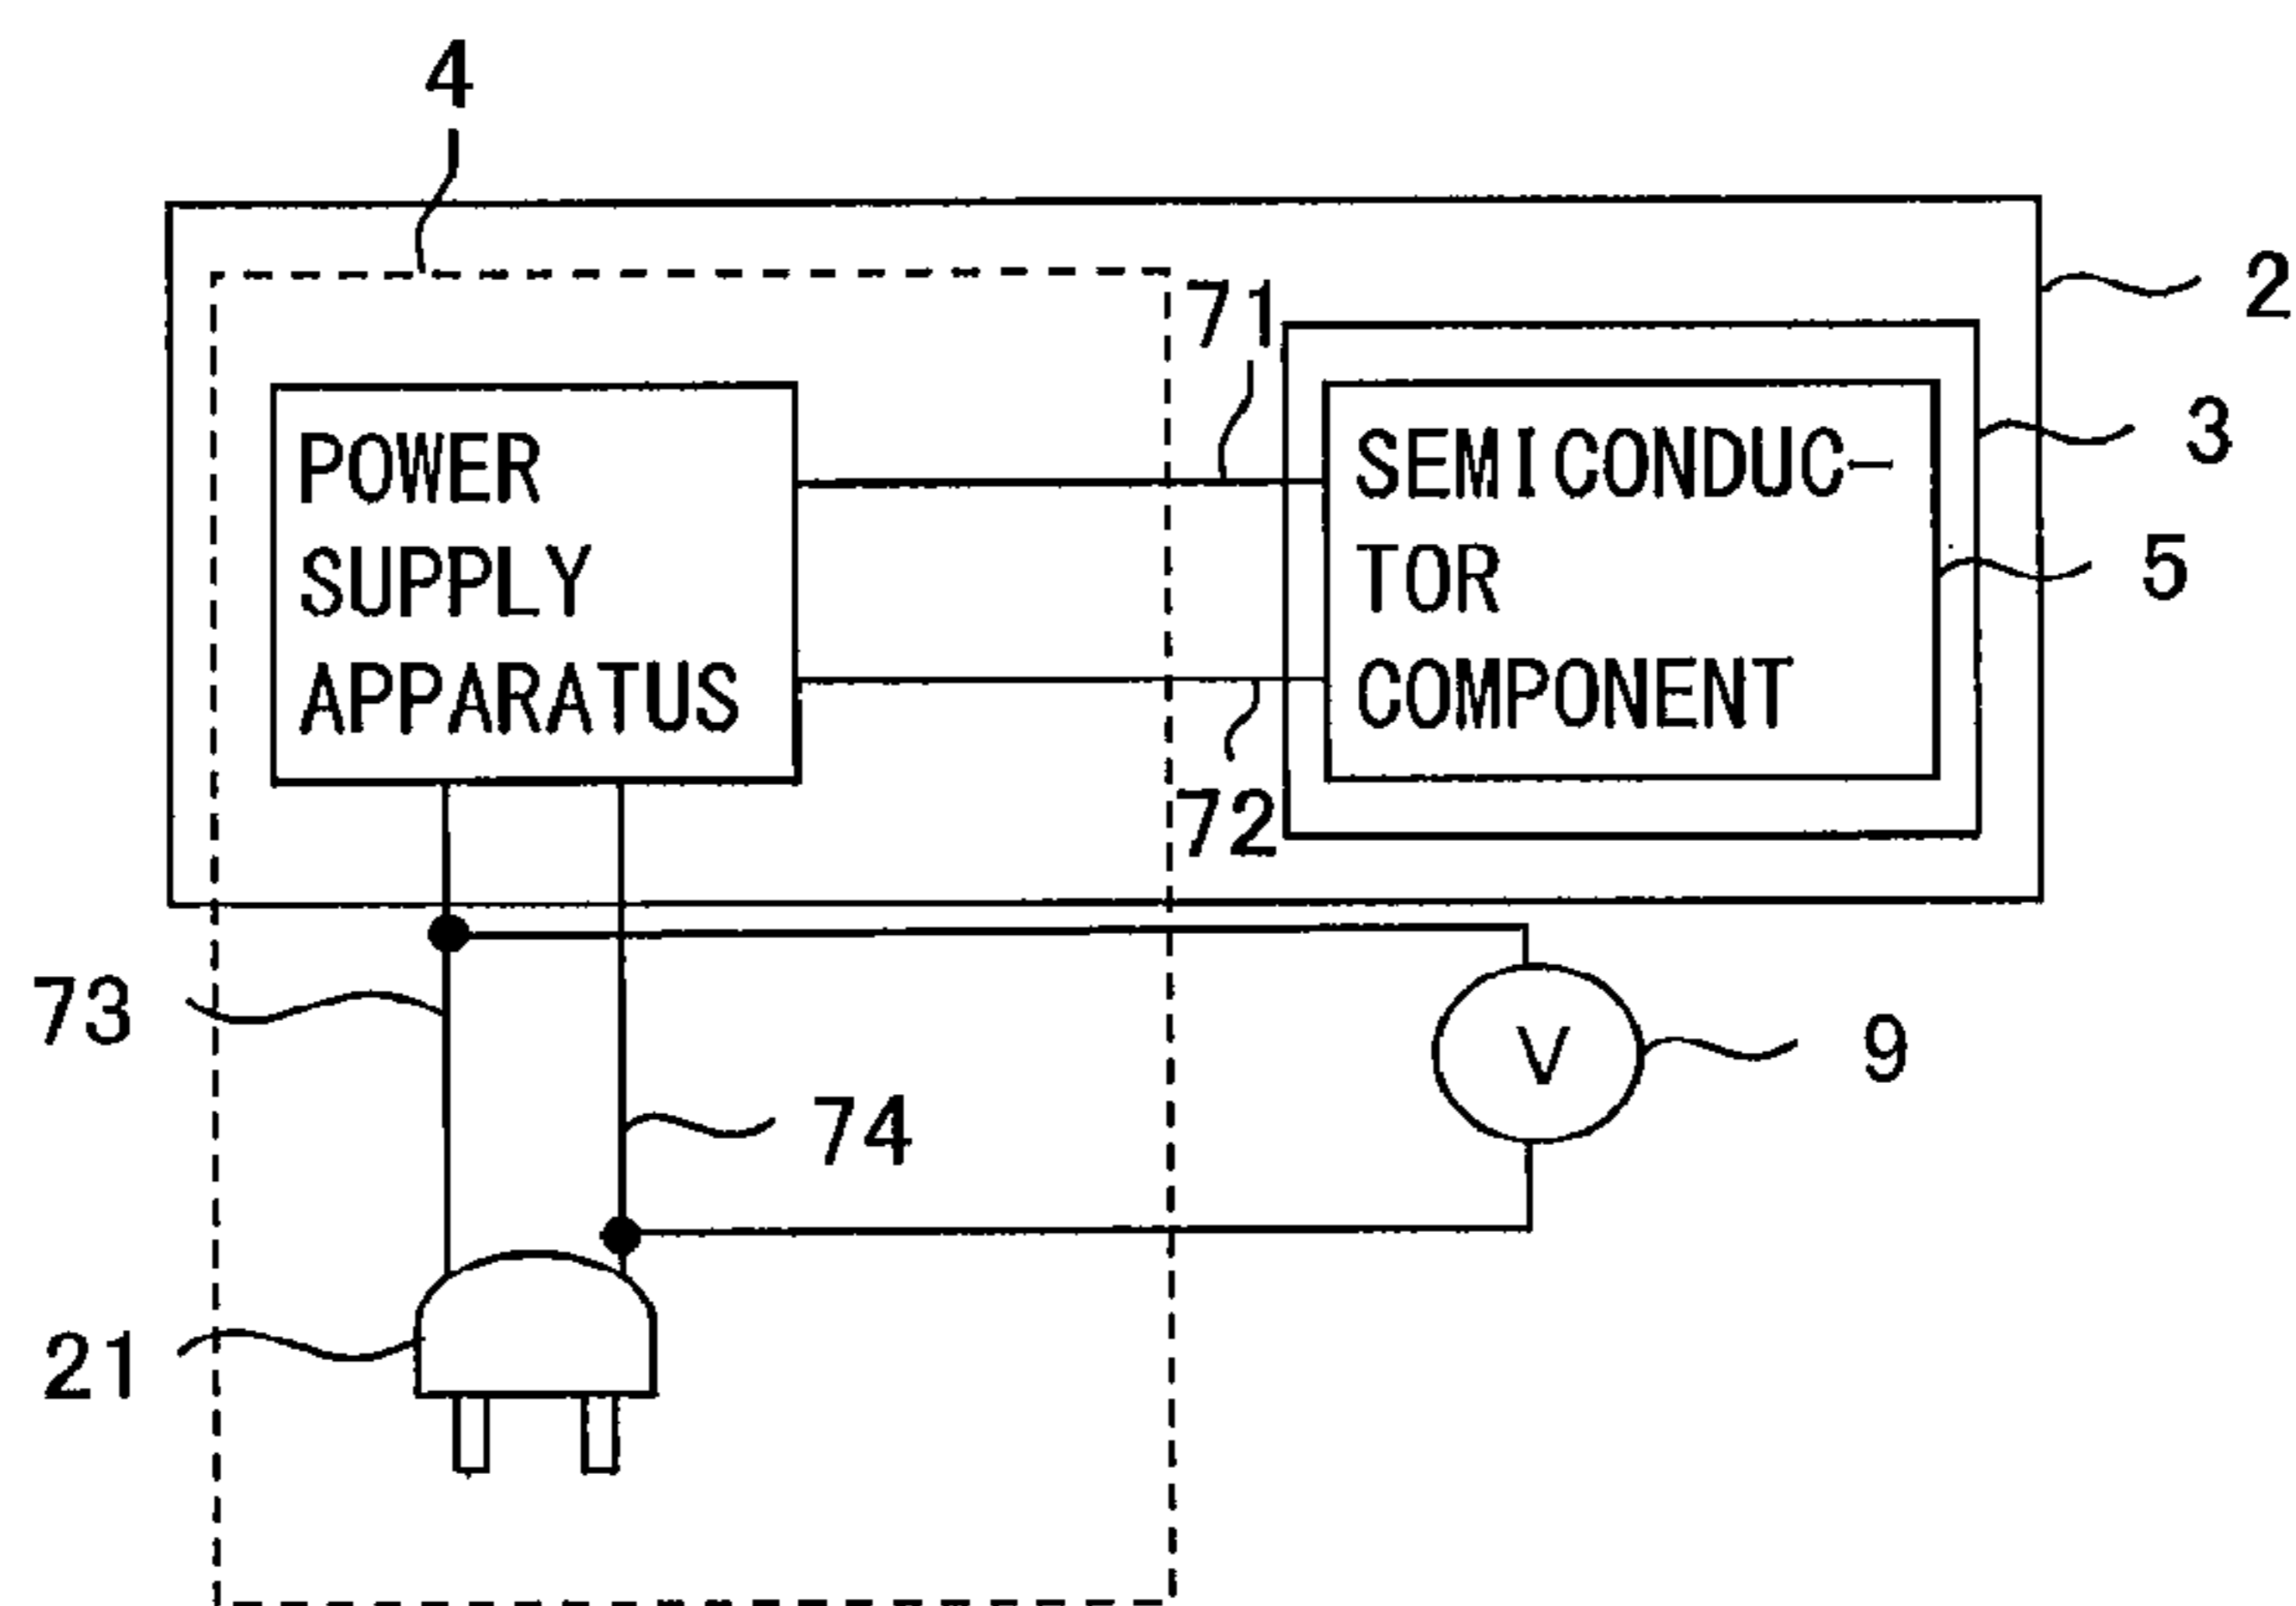 4
2
71
3
POWER
SUPPLY
APPARATUS
SEMICONDUC-
TOR
COMPONENT
5
72
73
V
9
74
21